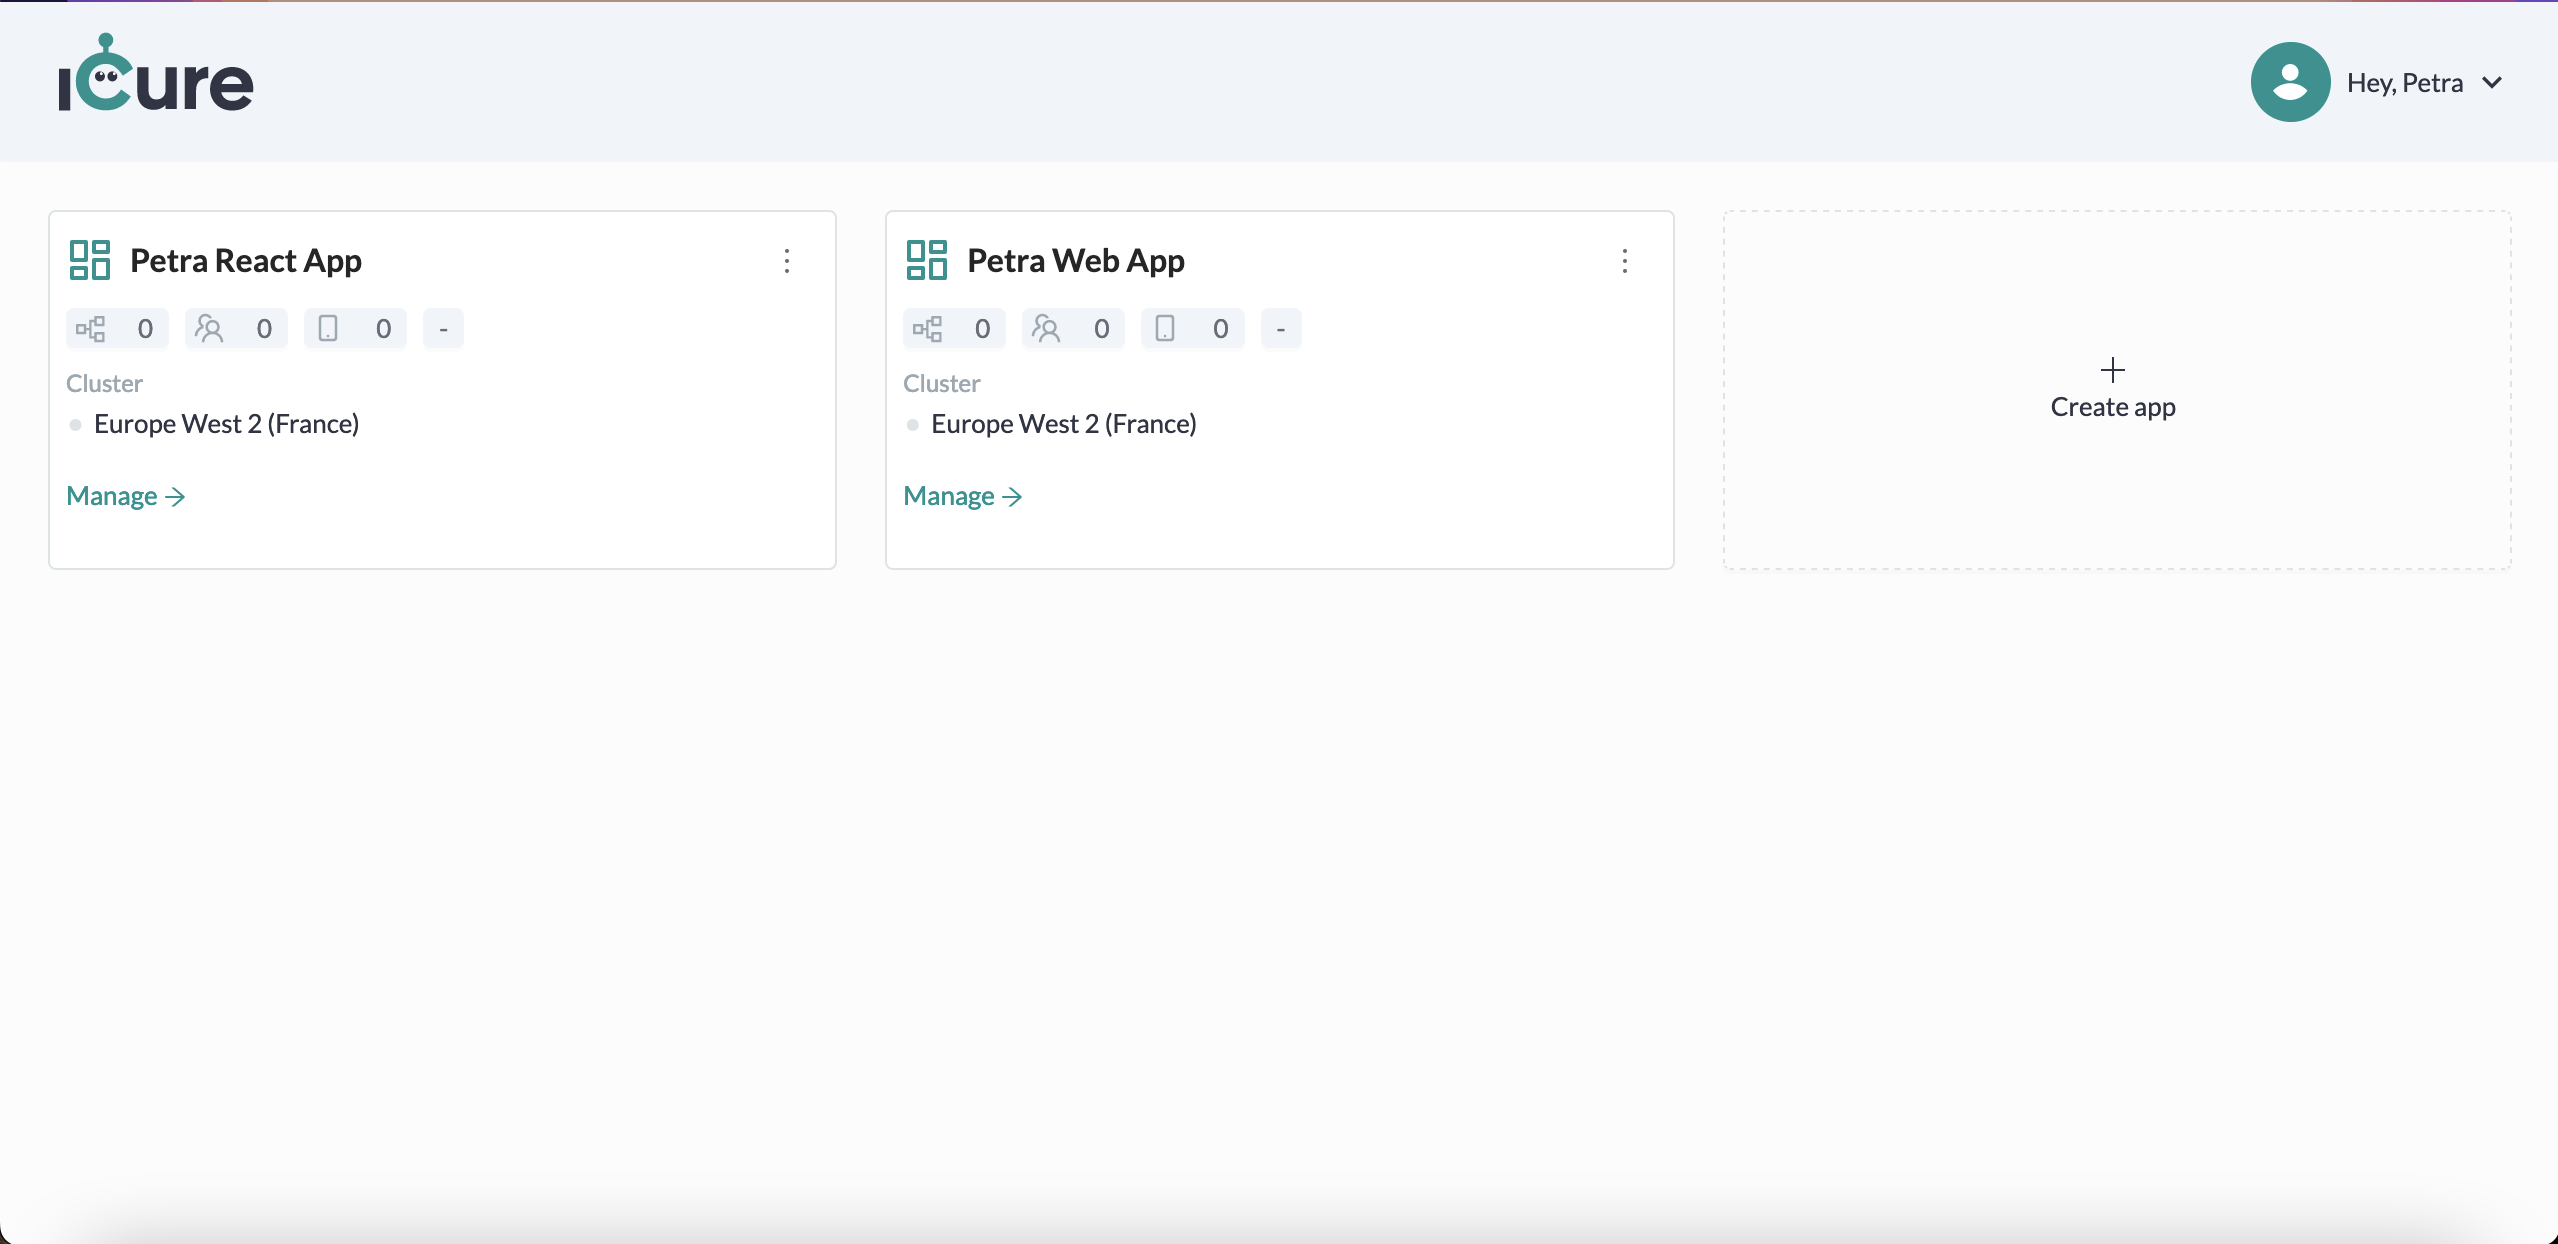 iCure
Hey, Petra
Petra React App
0 0 0 -
Cluster
Europe West 2 (France)
Manage
Petra Web App
0 0 0 -
Cluster
Europe West 2 (France)
Manage
Create app